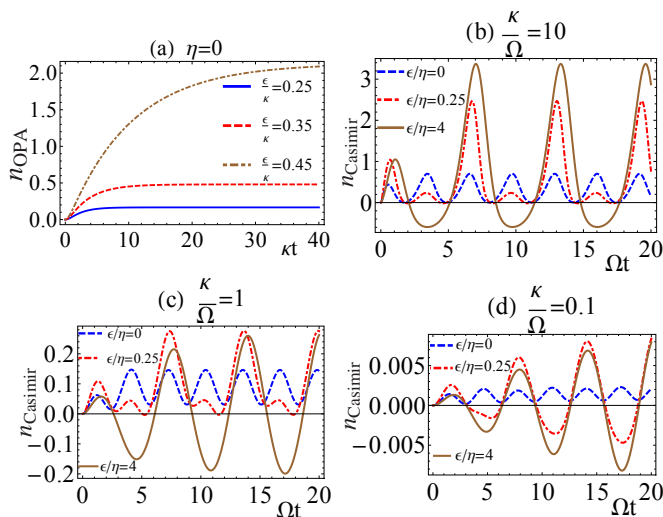 (a) η=0
n_OPA
2.0
1.5
1.0
0.5
0.0
ϵ/κ=0.25
ϵ/κ=0.35
ϵ/κ=0.45
0 10 20 30 40
κt
(b) κ/Ω=10
n_Casimir
3
2
1
0
ϵ/η=0
ϵ/η=0.25
ϵ/η=4
0 5 10 15 20
Ωt
(c) κ/Ω=1
n_Casimir
0.2
0.1
0.0
−0.1
−0.2
ϵ/η=0
ϵ/η=0.25
ϵ/η=4
0 5 10 15 20
Ωt
(d) κ/Ω=0.1
n_Casimir
0.005
0.000
−0.005
ϵ/η=0
ϵ/η=0.25
ϵ/η=4
0 5 10 15 20
Ωt